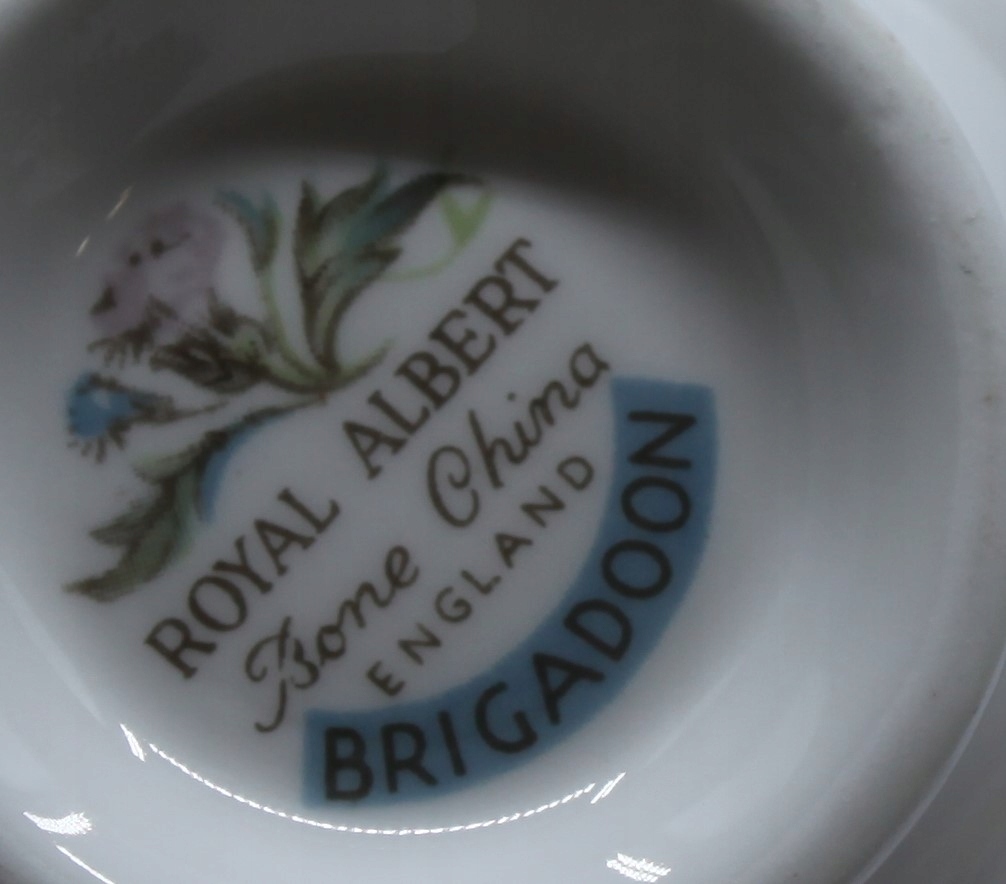 ROYAL ALBERT
Bone China
ENGLAND
BRIGADOON